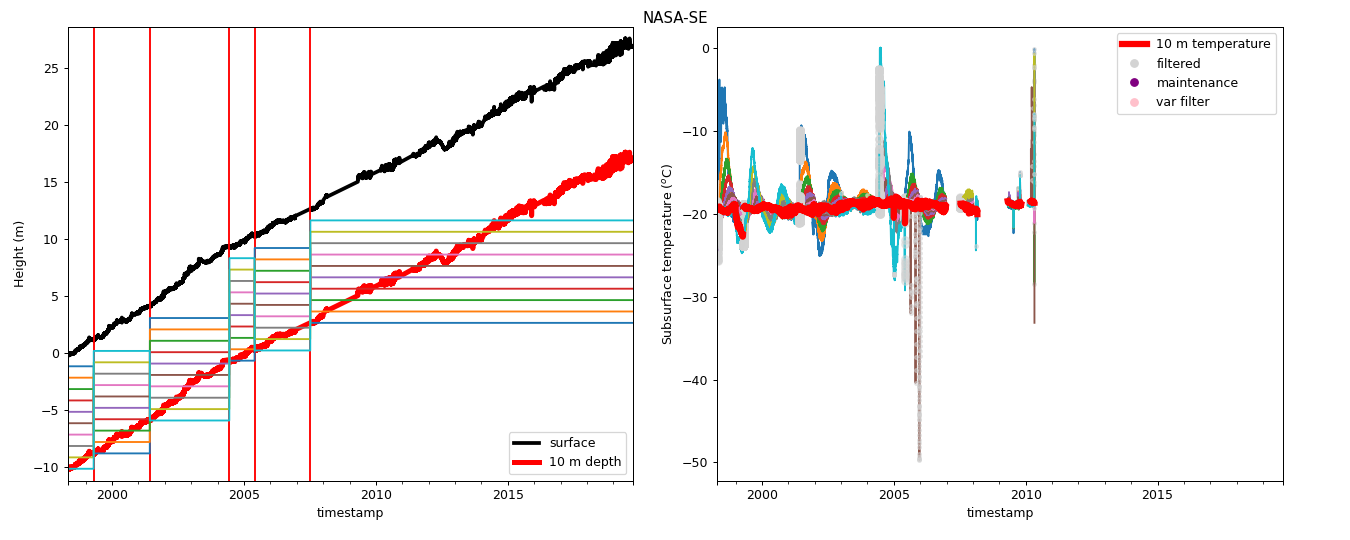 NASA-SE
Height (m)
25
20
15
10
5
0
−5
−10
2000
2005
2010
2015
timestamp
surface
10 m depth
Subsurface temperature (°C)
0
−10
−20
−30
−40
−50
2000
2005
2010
2015
timestamp
10 m temperature
filtered
maintenance
var filter